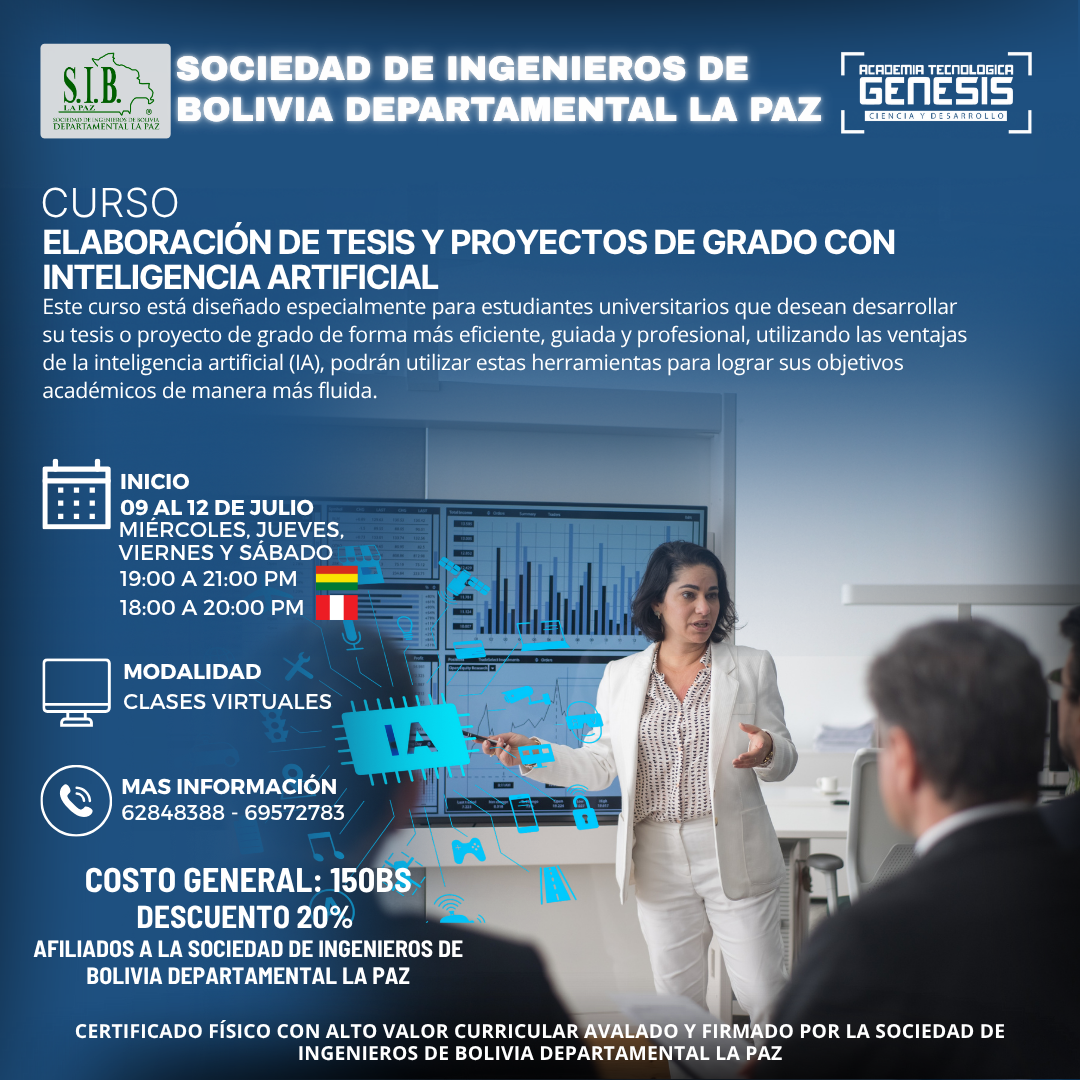 S.I.B.
LA PAZ
®
SOCIEDAD DE INGENIEROS DE BOLIVIA
DEPARTAMENTAL LA PAZ
SOCIEDAD DE INGENIEROS DE
BOLIVIA DEPARTAMENTAL LA PAZ
ACADEMIA TECNOLOGICA
GENESIS
CIENCIA Y DESARROLLO
CURSO
ELABORACIÓN DE TESIS Y PROYECTOS DE GRADO CON
INTELIGENCIA ARTIFICIAL
Este curso está diseñado especialmente para estudiantes universitarios que desean desarrollar
su tesis o proyecto de grado de forma más eficiente, guiada y profesional, utilizando las ventajas
de la inteligencia artificial (IA), podrán utilizar estas herramientas para lograr sus objetivos
académicos de manera más fluida.
INICIO
09 AL 12 DE JULIO
MIÉRCOLES, JUEVES,
VIERNES Y SÁBADO
19:00 A 21:00 PM
18:00 A 20:00 PM
MODALIDAD
CLASES VIRTUALES
IA
MAS INFORMACIÓN
62848388 - 69572783
COSTO GENERAL: 150BS
DESCUENTO 20%
AFILIADOS A LA SOCIEDAD DE INGENIEROS DE
BOLIVIA DEPARTAMENTAL LA PAZ
CERTIFICADO FÍSICO CON ALTO VALOR CURRICULAR AVALADO Y FIRMADO POR LA SOCIEDAD DE
INGENIEROS DE BOLIVIA DEPARTAMENTAL LA PAZ